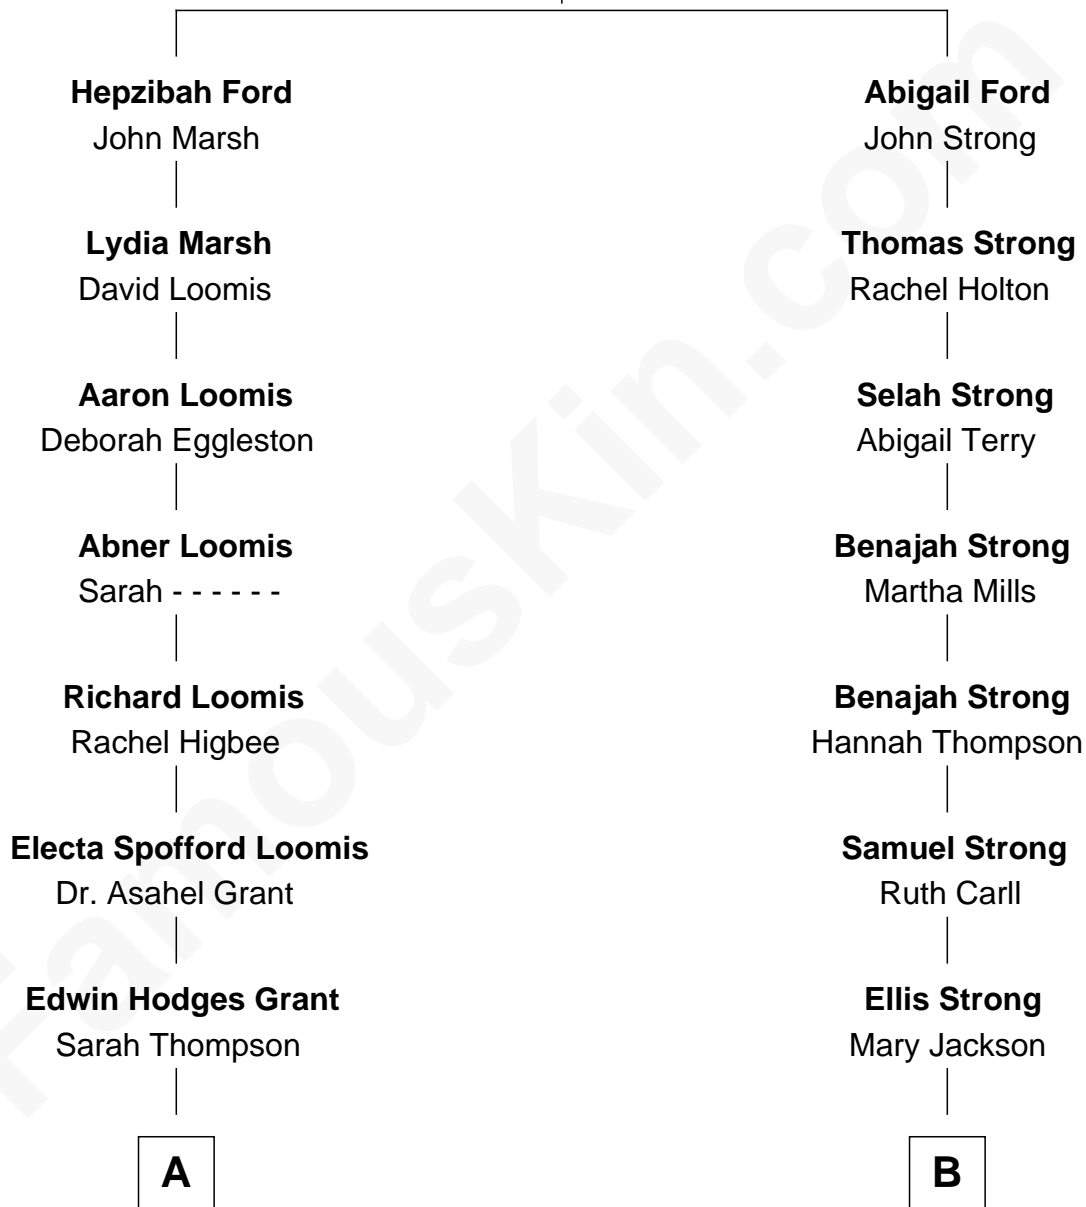 Hepzibah Ford
John Marsh
Lydia Marsh
David Loomis
Aaron Loomis
Deborah Eggleston
Abner Loomis
Sarah - - - - - -
Richard Loomis
Rachel Higbee
Electa Spofford Loomis
Dr. Asahel Grant
Edwin Hodges Grant
Sarah Thompson
A
Abigail Ford
John Strong
Thomas Strong
Rachel Holton
Selah Strong
Abigail Terry
Benajah Strong
Martha Mills
Benajah Strong
Hannah Thompson
Samuel Strong
Ruth Carll
Ellis Strong
Mary Jackson
B
FamousKin.com